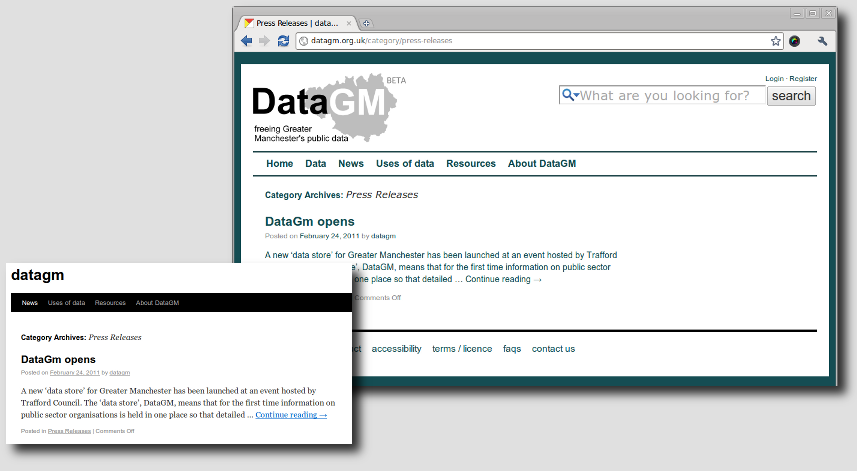 Press Releases | data...
datagm.org.uk/category/press-releases
Login · Register
BETA
DataGM
freeing Greater
Manchester's public data
What are you looking for?
search
Home Data News Uses of data Resources About DataGM
Category Archives: Press Releases
DataGm opens
Posted on February 24, 2011 by datagm
A new ‘data store’ for Greater Manchester has been launched at an event hosted by Trafford
e’, DataGM, means that for the first time information on public sector
one place so that detailed ... Continue reading →
Comments Off
accessibility terms / licence faqs contact us
datagm
News Uses of data Resources About DataGM
Category Archives: Press Releases
DataGm opens
Posted on February 24, 2011 by datagm
A new ‘data store’ for Greater Manchester has been launched at an event hosted by
Trafford Council. The ‘data store’, DataGM, means that for the first time information on
public sector organisations is held in one place so that detailed ... Continue reading →
Posted in Press Releases | Comments Off